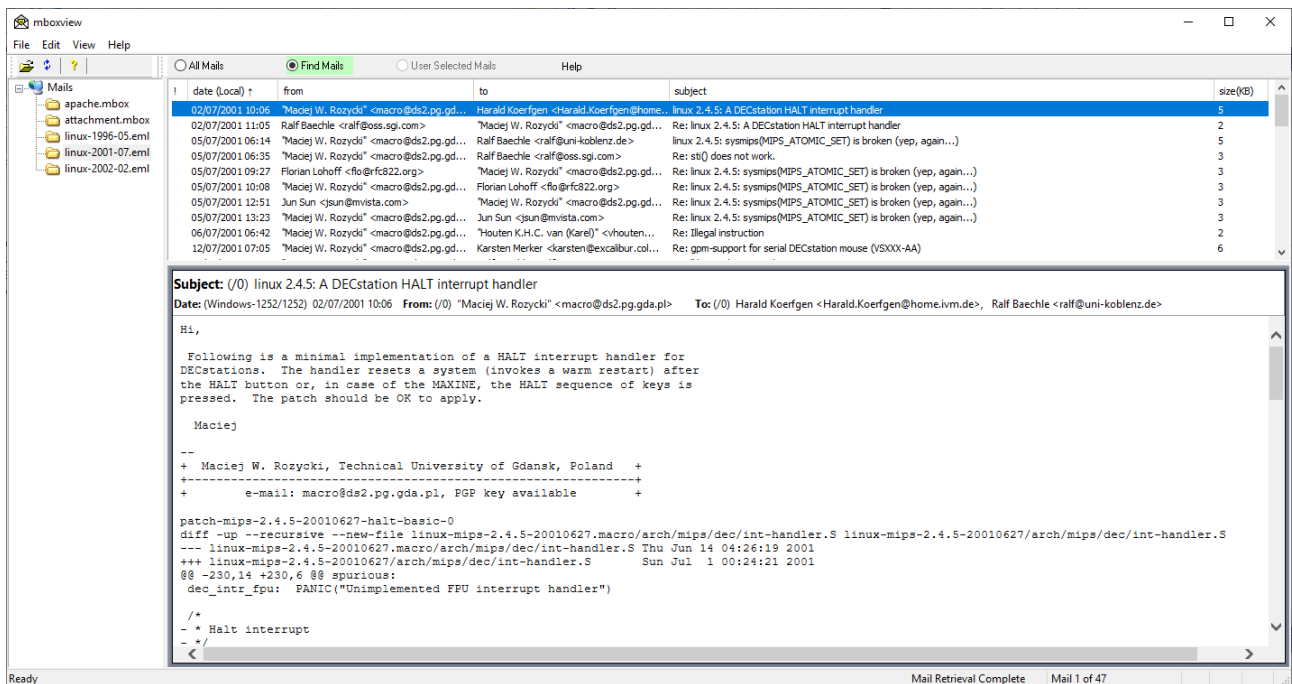 mboxview
File Edit View Help
? All Mails Find Mails User Selected Mails Help
Mails
apache.mbox
attachment.mbox
linux-1996-05.eml
linux-2001-07.eml
linux-2002-02.eml
! date (Local) ↑ from to subject size(KB)
02/07/2001 10:06 "Maciej W. Rozycki" <macro@ds2.pg.gd... Harald Koerfgen <Harald.Koerfgen@home... linux 2.4.5: A DECstation HALT interrupt handler 5
02/07/2001 11:05 Ralf Baechle <ralf@oss.sgi.com> "Maciej W. Rozycki" <macro@ds2.pg.gd... Re: linux 2.4.5: A DECstation HALT interrupt handler 2
05/07/2001 06:14 "Maciej W. Rozycki" <macro@ds2.pg.gd... Ralf Baechle <ralf@uni-koblenz.de> linux 2.4.5: sysmips(MIPS_ATOMIC_SET) is broken (yep, again...) 5
05/07/2001 06:35 "Maciej W. Rozycki" <macro@ds2.pg.gd... Ralf Baechle <ralf@oss.sgi.com> Re: sti() does not work. 3
05/07/2001 09:27 Florian Lohoff <flo@rfc822.org> "Maciej W. Rozycki" <macro@ds2.pg.gd... Re: linux 2.4.5: sysmips(MIPS_ATOMIC_SET) is broken (yep, again...) 3
05/07/2001 10:08 "Maciej W. Rozycki" <macro@ds2.pg.gd... Florian Lohoff <flo@rfc822.org> Re: linux 2.4.5: sysmips(MIPS_ATOMIC_SET) is broken (yep, again...) 3
05/07/2001 12:51 Jun Sun <jsun@mvista.com> "Maciej W. Rozycki" <macro@ds2.pg.gd... Re: linux 2.4.5: sysmips(MIPS_ATOMIC_SET) is broken (yep, again...) 3
05/07/2001 13:23 "Maciej W. Rozycki" <macro@ds2.pg.gd... Jun Sun <jsun@mvista.com> Re: linux 2.4.5: sysmips(MIPS_ATOMIC_SET) is broken (yep, again...) 3
06/07/2001 06:42 "Maciej W. Rozycki" <macro@ds2.pg.gd... "Houten K.H.C. van (Karel)" <vhouten... Re: Illegal instruction 2
12/07/2001 07:05 "Maciej W. Rozycki" <macro@ds2.pg.gd... Karsten Merker <karsten@excalibur.col... Re: gpm-support for serial DECstation mouse (VSXXX-AA) 6
Subject: (/0) linux 2.4.5: A DECstation HALT interrupt handler
Date: (Windows-1252/1252) 02/07/2001 10:06 From: (/0) "Maciej W. Rozycki" <macro@ds2.pg.gda.pl> To: (/0) Harald Koerfgen <Harald.Koerfgen@home.ivm.de>, Ralf Baechle <ralf@uni-koblenz.de>
Hi,
Following is a minimal implementation of a HALT interrupt handler for
DECstations. The handler resets a system (invokes a warm restart) after
the HALT button or, in case of the MAXINE, the HALT sequence of keys is
pressed. The patch should be OK to apply.
Maciej
--
+ Maciej W. Rozycki, Technical University of Gdansk, Poland +
+--------------------------------------------------------------+
+ e-mail: macro@ds2.pg.gda.pl, PGP key available +
patch-mips-2.4.5-20010627-halt-basic-0
diff -up --recursive --new-file linux-mips-2.4.5-20010627.macro/arch/mips/dec/int-handler.S linux-mips-2.4.5-20010627/arch/mips/dec/int-handler.S
--- linux-mips-2.4.5-20010627.macro/arch/mips/dec/int-handler.S Thu Jun 14 04:26:19 2001
+++ linux-mips-2.4.5-20010627/arch/mips/dec/int-handler.S Sun Jul 1 00:24:21 2001
@@ -230,14 +230,6 @@ spurious:
dec_intr_fpu: PANIC("Unimplemented FPU interrupt handler")
/*
- * Halt interrupt
- */
Ready Mail Retrieval Complete Mail 1 of 47